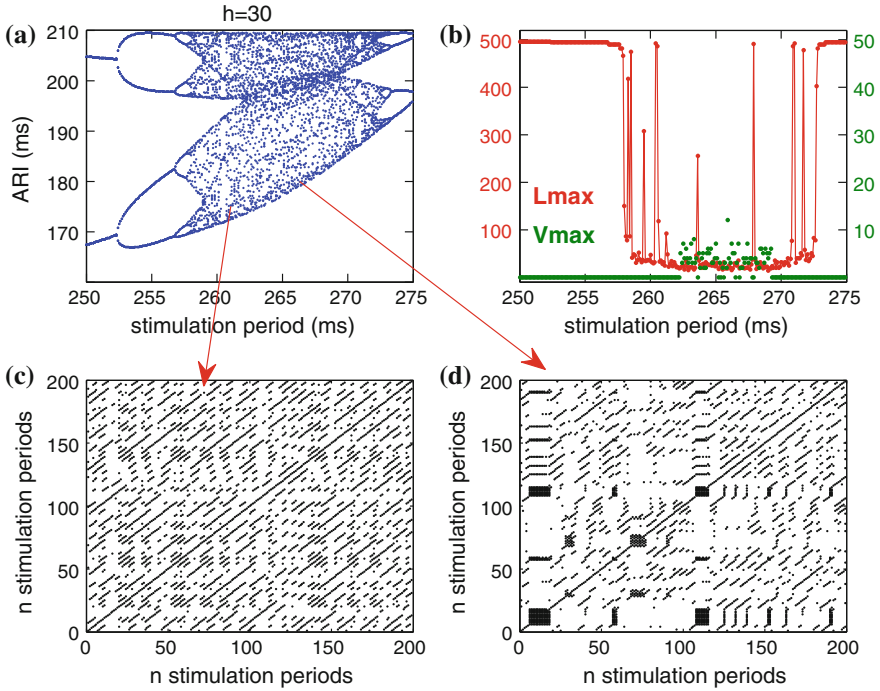 h=30
(a)
210
200
190
180
170
ARI (ms)
250 255 260 265 270 275
stimulation period (ms)
(b)
500
400
300
200
100
50
40
30
20
10
Lmax
Vmax
250 255 260 265 270 275
stimulation period (ms)
(c)
200
150
100
50
0
n stimulation periods
0 50 100 150 200
n stimulation periods
(d)
200
150
100
50
0
n stimulation periods
0 50 100 150 200
n stimulation periods